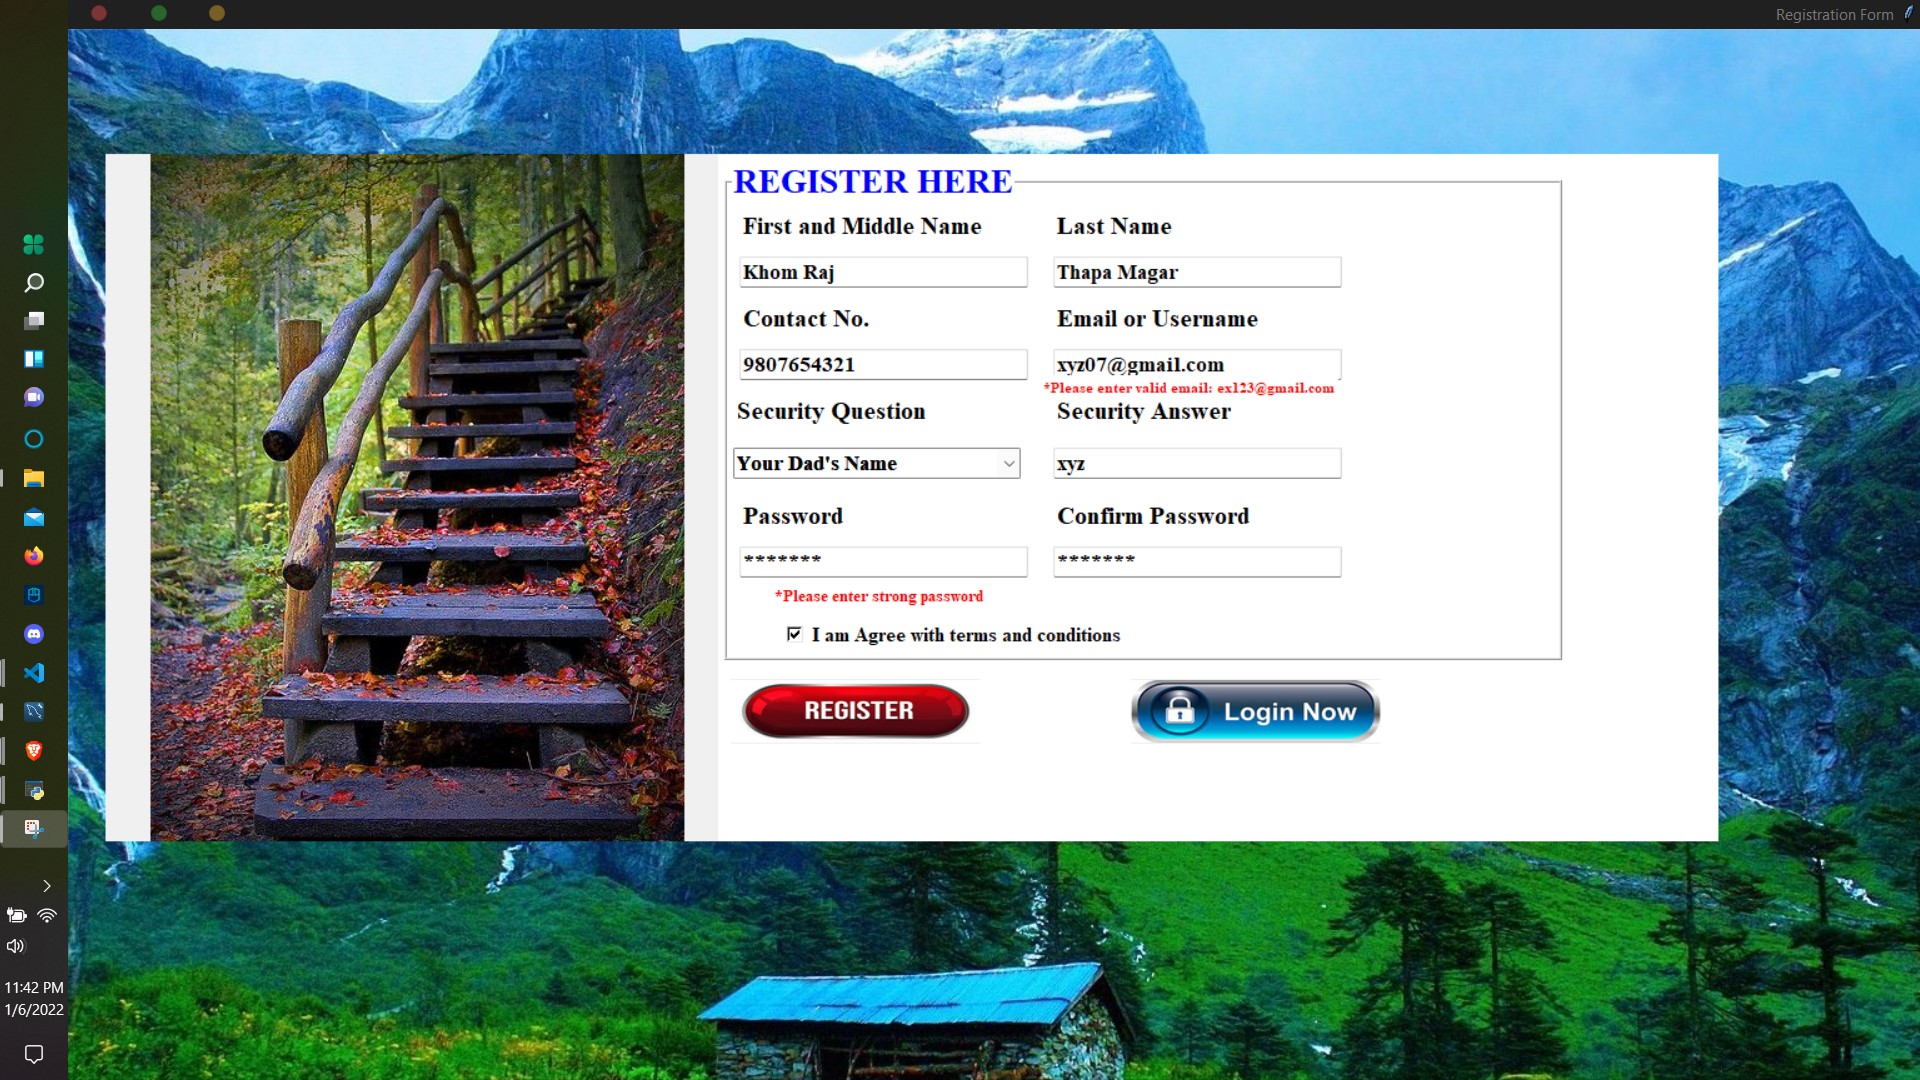 Registration Form
REGISTER HERE
First and Middle Name Last Name
Khom Raj Thapa Magar
Contact No. Email or Username
9807654321 xyz07@gmail.com
*Please enter valid email: ex123@gmail.com
Security Question Security Answer
Your Dad's Name xyz
Password Confirm Password
******* *******
*Please enter strong password
I am Agree with terms and conditions
REGISTER Login Now
11:42 PM
1/6/2022